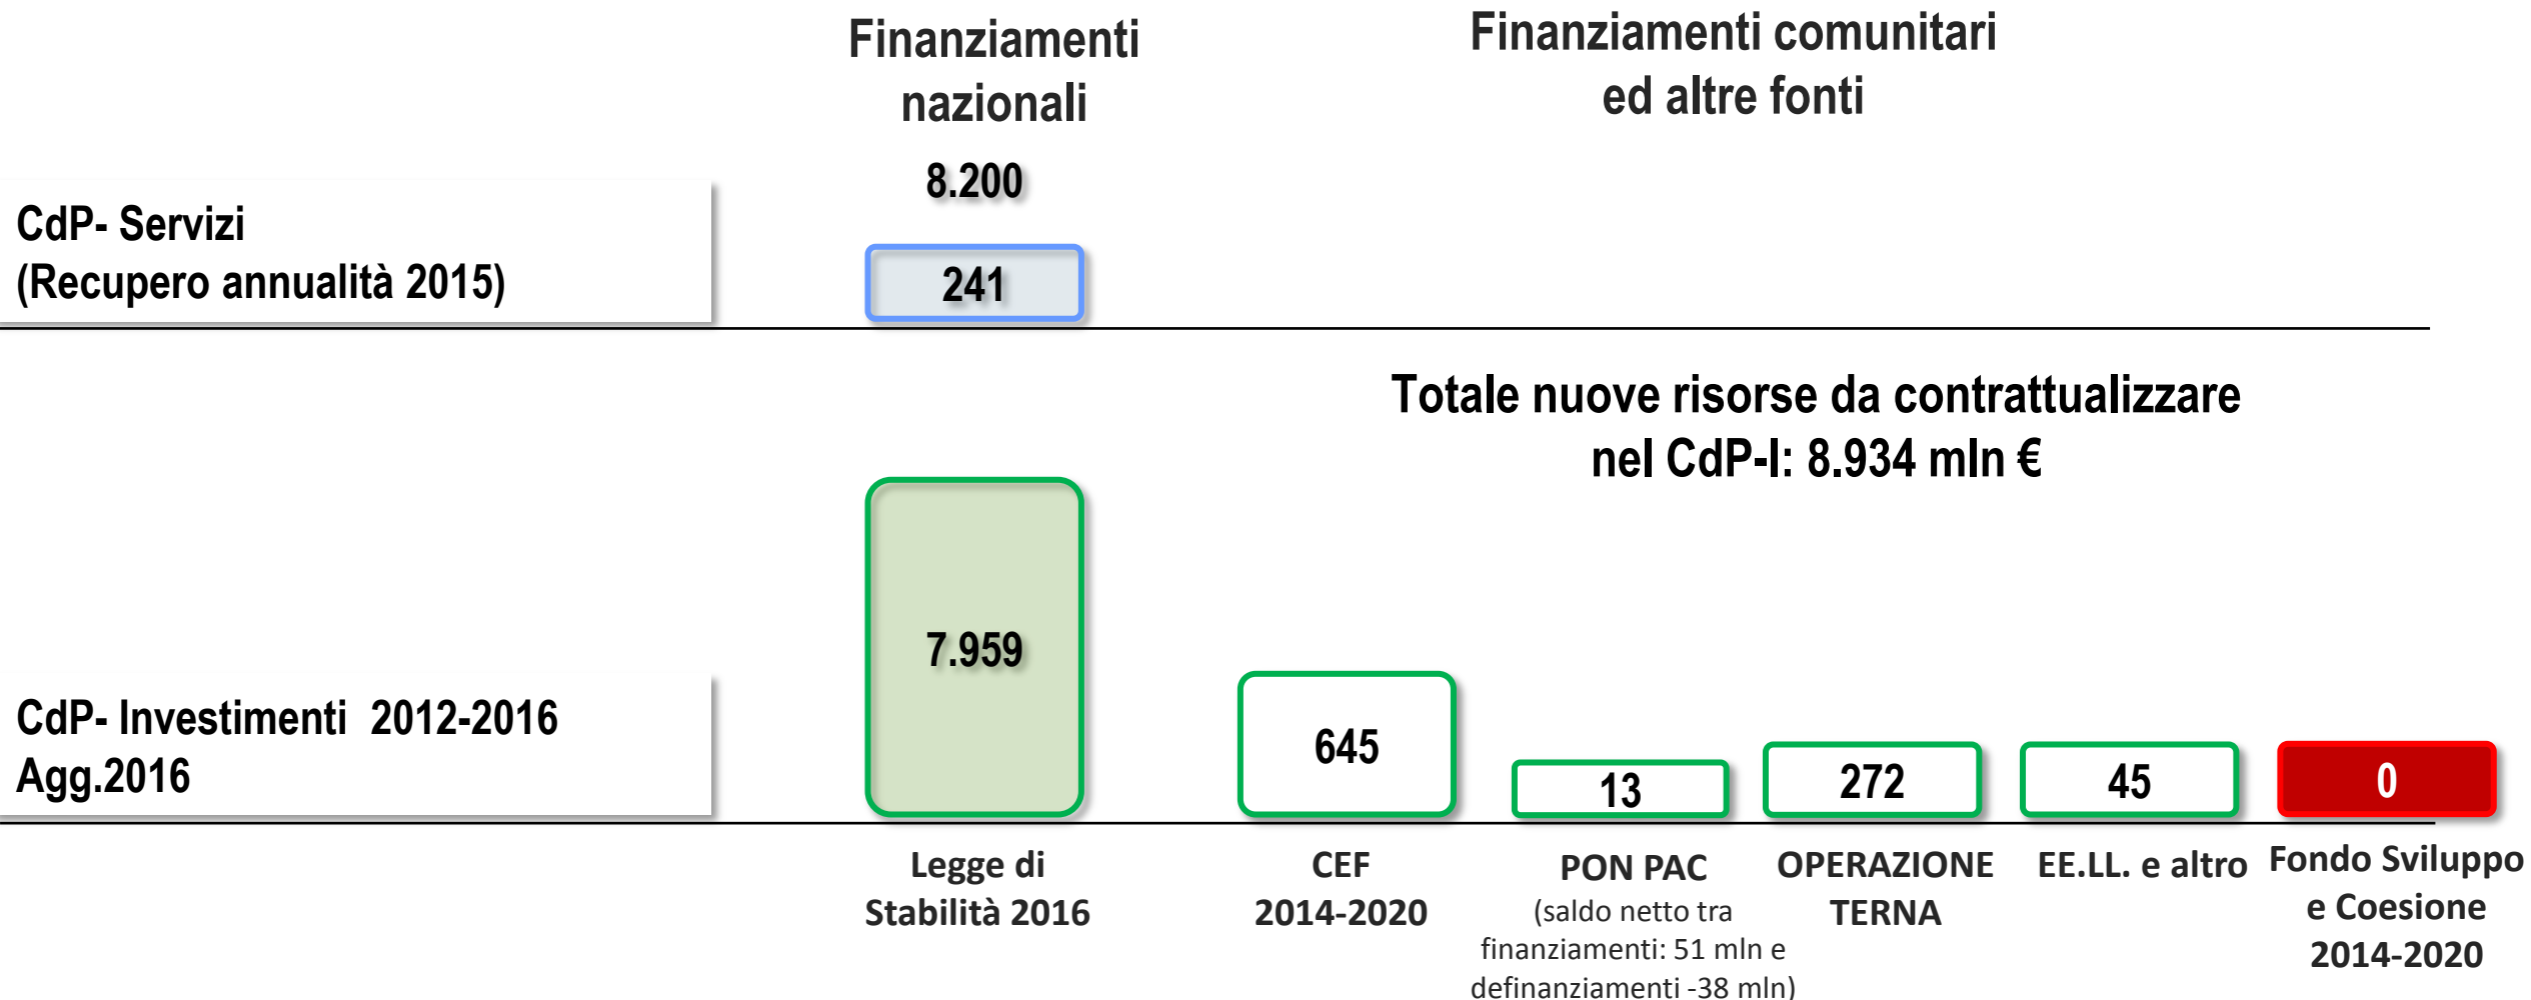 Finanziamenti
nazionali
Finanziamenti comunitari
ed altre fonti
8.200
CdP- Servizi
(Recupero annualità 2015)
241
Totale nuove risorse da contrattualizzare
nel CdP-I: 8.934 mln €
CdP- Investimenti 2012-2016
Agg.2016
7.959
645
13
272
45
0
Legge di
Stabilità 2016
CEF
2014-2020
PON PAC
(saldo netto tra
finanziamenti: 51 mln e
definanziamenti -38 mln)
OPERAZIONE
TERNA
EE.LL. e altro
Fondo Sviluppo
e Coesione
2014-2020